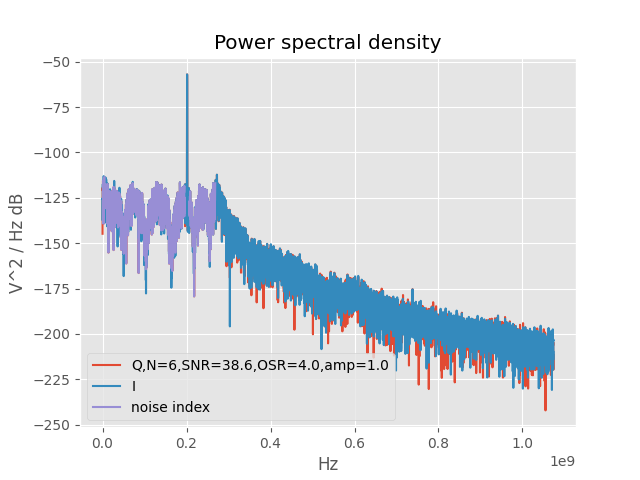 Power spectral density
V^2 / Hz dB
−50
−75
−100
−125
−150
−175
−200
−225
−250
Q,N=6,SNR=38.6,OSR=4.0,amp=1.0
I
noise index
0.0 0.2 0.4 0.6 0.8 1.0
1e9
Hz